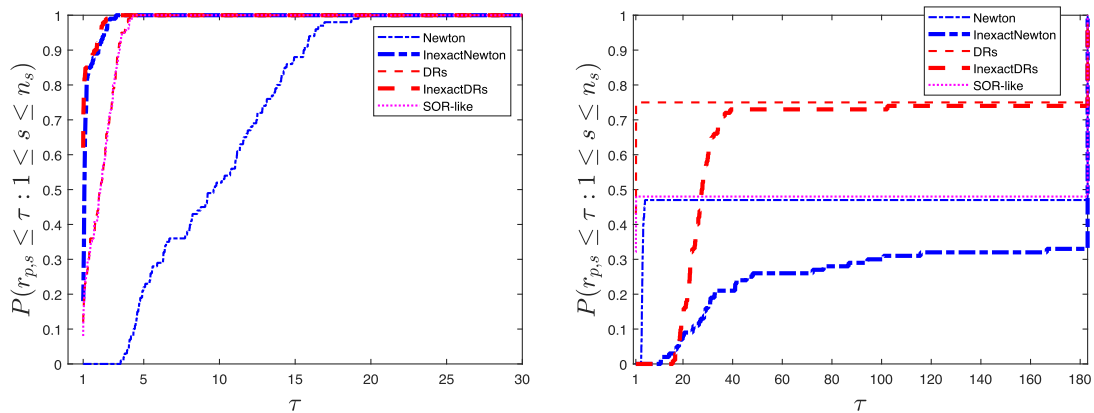 P(r_{p,s} ≤ τ : 1 ≤ s ≤ n_s)
1
0.9
0.8
0.7
0.6
0.5
0.4
0.3
0.2
0.1
0
1 5 10 15 20 25 30
τ
Newton
InexactNewton
DRs
InexactDRs
SOR-like
P(r_{p,s} ≤ τ : 1 ≤ s ≤ n_s)
1
0.9
0.8
0.7
0.6
0.5
0.4
0.3
0.2
0.1
0
1 20 40 60 80 100 120 140 160 183
τ
Newton
InexactNewton
DRs
InexactDRs
SOR-like